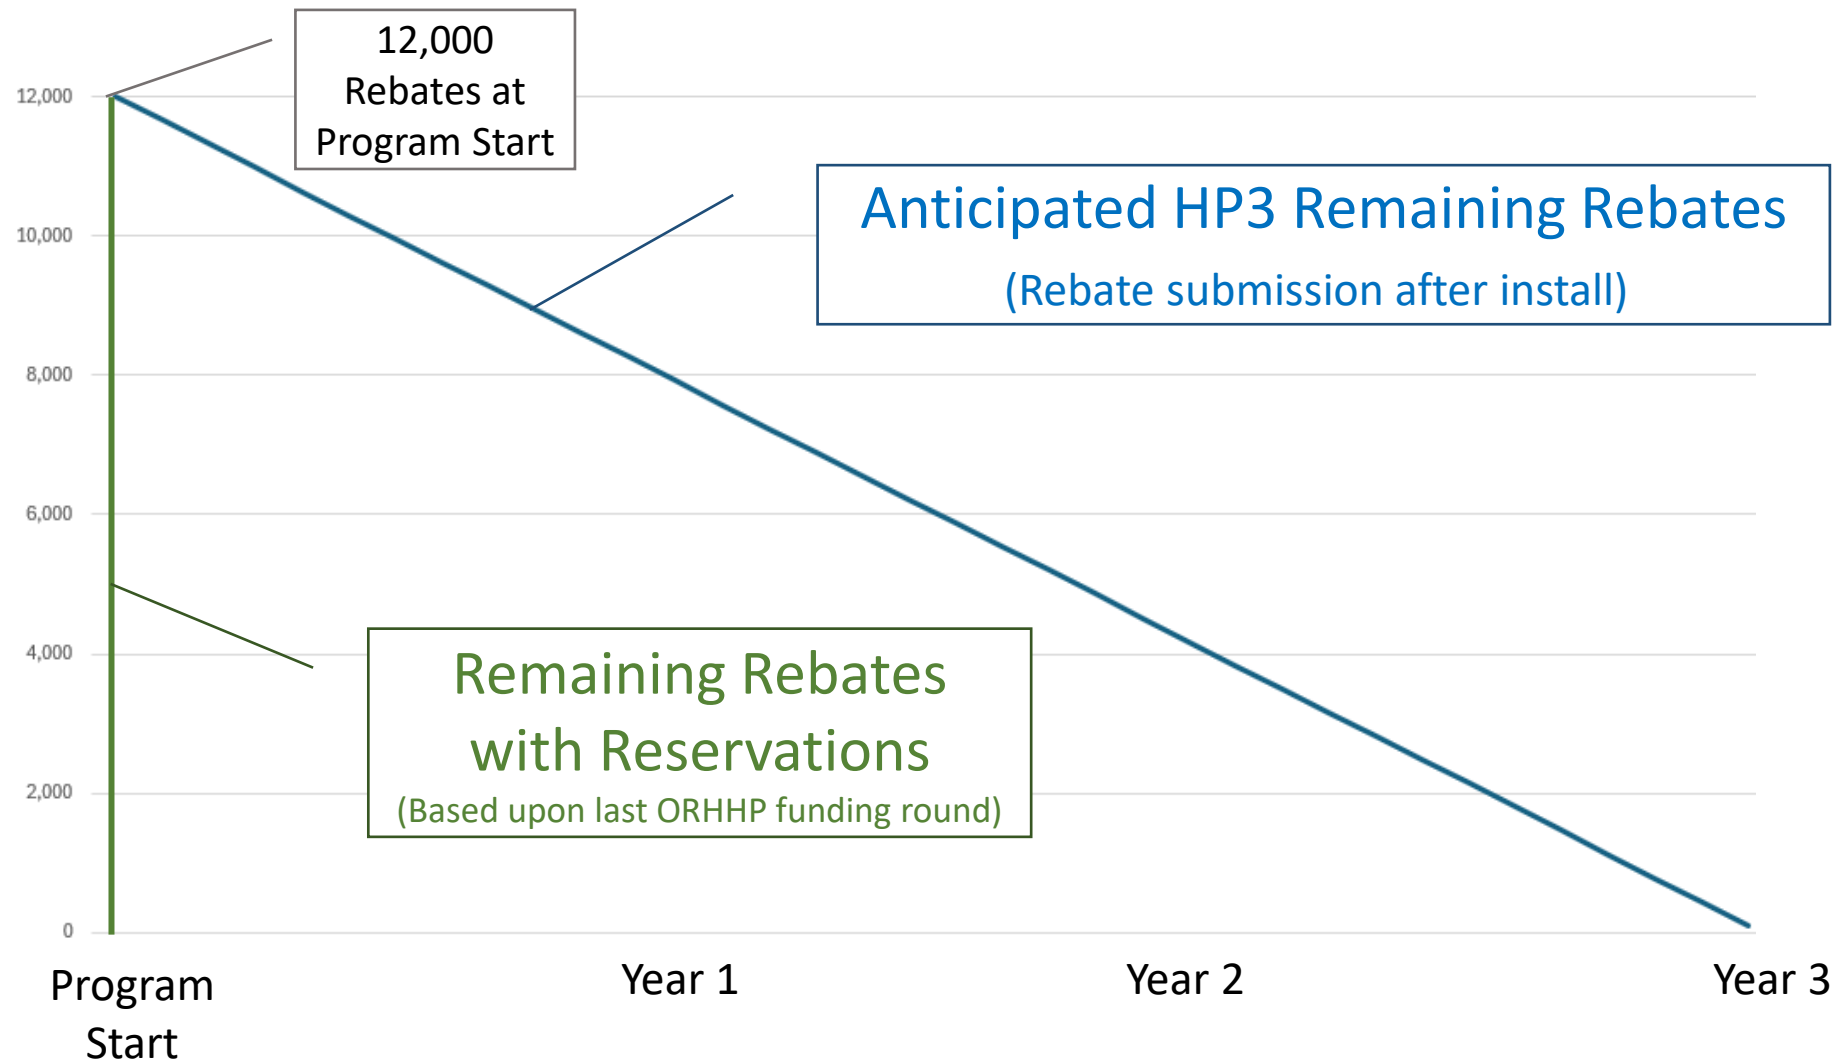 12,000
Rebates at
Program Start
12,000
Anticipated HP3 Remaining Rebates
(Rebate submission after install)
10,000
8,000
6,000
Remaining Rebates
with Reservations
(Based upon last ORHHP funding round)
4,000
2,000
0
Program
Start
Year 1
Year 2
Year 3